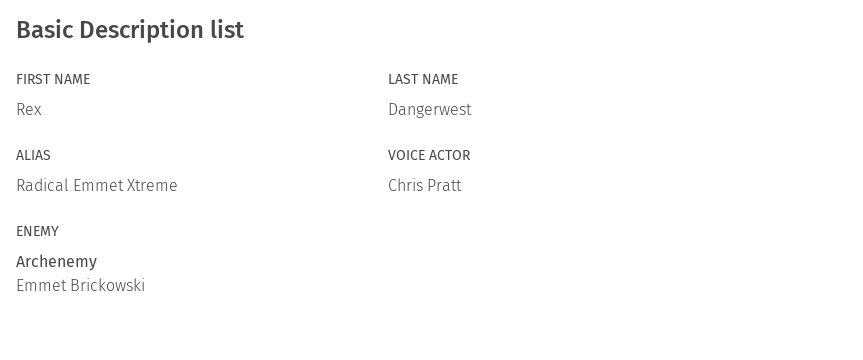 Basic Description list
FIRST NAME
Rex
LAST NAME
Dangerwest
ALIAS
Radical Emmet Xtreme
VOICE ACTOR
Chris Pratt
ENEMY
Archenemy
Emmet Brickowski